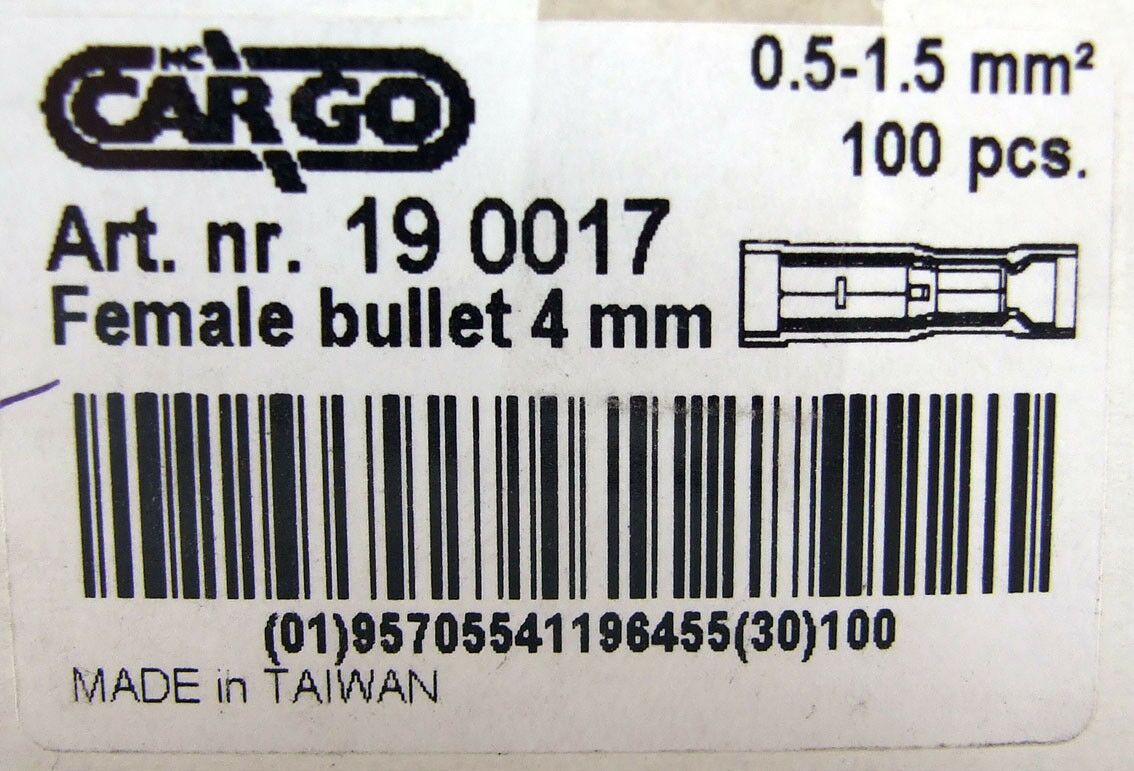 HC
CARGO
0.5-1.5 mm²
100 pcs.
Art. nr. 19 0017
Female bullet 4 mm
(01)95705541196455(30)100
MADE in TAIWAN